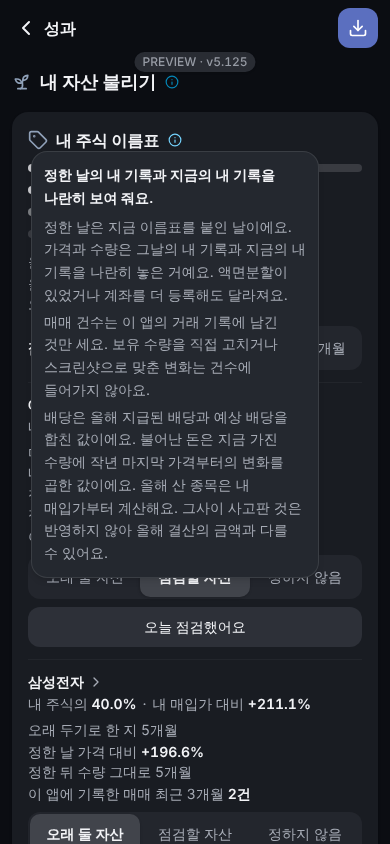 성과
PREVIEW · v5.125
내 자산 불리기
내 주식 이름표
정한 날의 내 기록과 지금의 내 기록을
나란히 보여 줘요.
정한 날은 지금 이름표를 붙인 날이에요.
가격과 수량은 그날의 내 기록과 지금의 내
기록을 나란히 놓은 거예요. 액면분할이
있었거나 계좌를 더 등록해도 달라져요.
매매 건수는 이 앱의 거래 기록에 남긴
것만 세요. 보유 수량을 직접 고치거나
스크린샷으로 맞춘 변화는 건수에
들어가지 않아요.
개월
배당은 올해 지급된 배당과 예상 배당을
합친 값이에요. 불어난 돈은 지금 가진
수량에 작년 마지막 가격부터의 변화를
곱한 값이에요. 올해 산 종목은 내
매입가부터 계산해요. 그사이 사고판 것은
반영하지 않아 올해 결산의 금액과 다를
수 있어요.
오래 둘 자산 점검할 자산 정하지 않음
오늘 점검했어요
삼성전자
내 주식의 40.0% · 내 매입가 대비 +211.1%
오래 두기로 한 지 5개월
정한 날 가격 대비 +196.6%
정한 뒤 수량 그대로 5개월
이 앱에 기록한 매매 최근 3개월 2건
오래 둘 자산 점검할 자산 정하지 않음